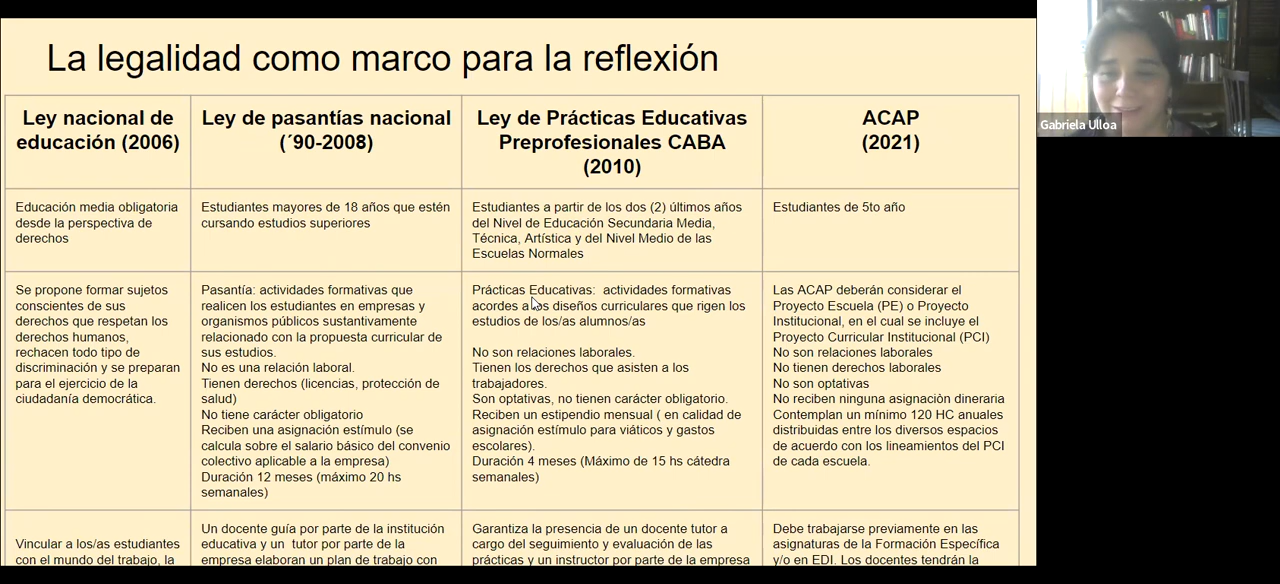 La legalidad como marco para la reflexión
Gabriela Ulloa
Ley nacional de
educación (2006)
Ley de pasantías nacional
(´90-2008)
Ley de Prácticas Educativas
Preprofesionales CABA
(2010)
ACAP
(2021)
Educación media obligatoria
desde la perspectiva de
derechos
Estudiantes mayores de 18 años que estén
cursando estudios superiores
Estudiantes a partir de los dos (2) últimos años
del Nivel de Educación Secundaria Media,
Técnica, Artística y del Nivel Medio de las
Escuelas Normales
Estudiantes de 5to año
Se propone formar sujetos
conscientes de sus
derechos que respetan los
derechos humanos,
rechacen todo tipo de
discriminación y se preparan
para el ejercicio de la
ciudadanía democrática.
Pasantía: actividades formativas que
realicen los estudiantes en empresas y
organismos públicos sustantivamente
relacionado con la propuesta curricular de
sus estudios.
No es una relación laboral.
Tienen derechos (licencias, protección de
salud)
No tiene carácter obligatorio
Reciben una asignación estímulo (se
calcula sobre el salario básico del convenio
colectivo aplicable a la empresa)
Duración 12 meses (máximo 20 hs
semanales)
Prácticas Educativas: actividades formativas
acordes a los diseños curriculares que rigen los
estudios de los/as alumnos/as
No son relaciones laborales.
Tienen los derechos que asisten a los
trabajadores.
Son optativas, no tienen carácter obligatorio.
Reciben un estipendio mensual ( en calidad de
asignación estímulo para viáticos y gastos
escolares).
Duración 4 meses (Máximo de 15 hs cátedra
semanales)
Las ACAP deberán considerar el
Proyecto Escuela (PE) o Proyecto
Institucional, en el cual se incluye el
Proyecto Curricular Institucional (PCI)
No son relaciones laborales
No tienen derechos laborales
No son optativas
No reciben ninguna asignaciòn dineraria
Contemplan un mínimo 120 HC anuales
distribuidas entre los diversos espacios
de acuerdo con los lineamientos del PCI
de cada escuela.
Vincular a los/as estudiantes
con el mundo del trabajo, la
Un docente guía por parte de la institución
educativa y un tutor por parte de la
empresa elaboran un plan de trabajo con
Garantiza la presencia de un docente tutor a
cargo del seguimiento y evaluación de las
prácticas y un instructor por parte de la empresa
Debe trabajarse previamente en las
asignaturas de la Formación Específica
y/o en EDI. Los docentes tendrán la